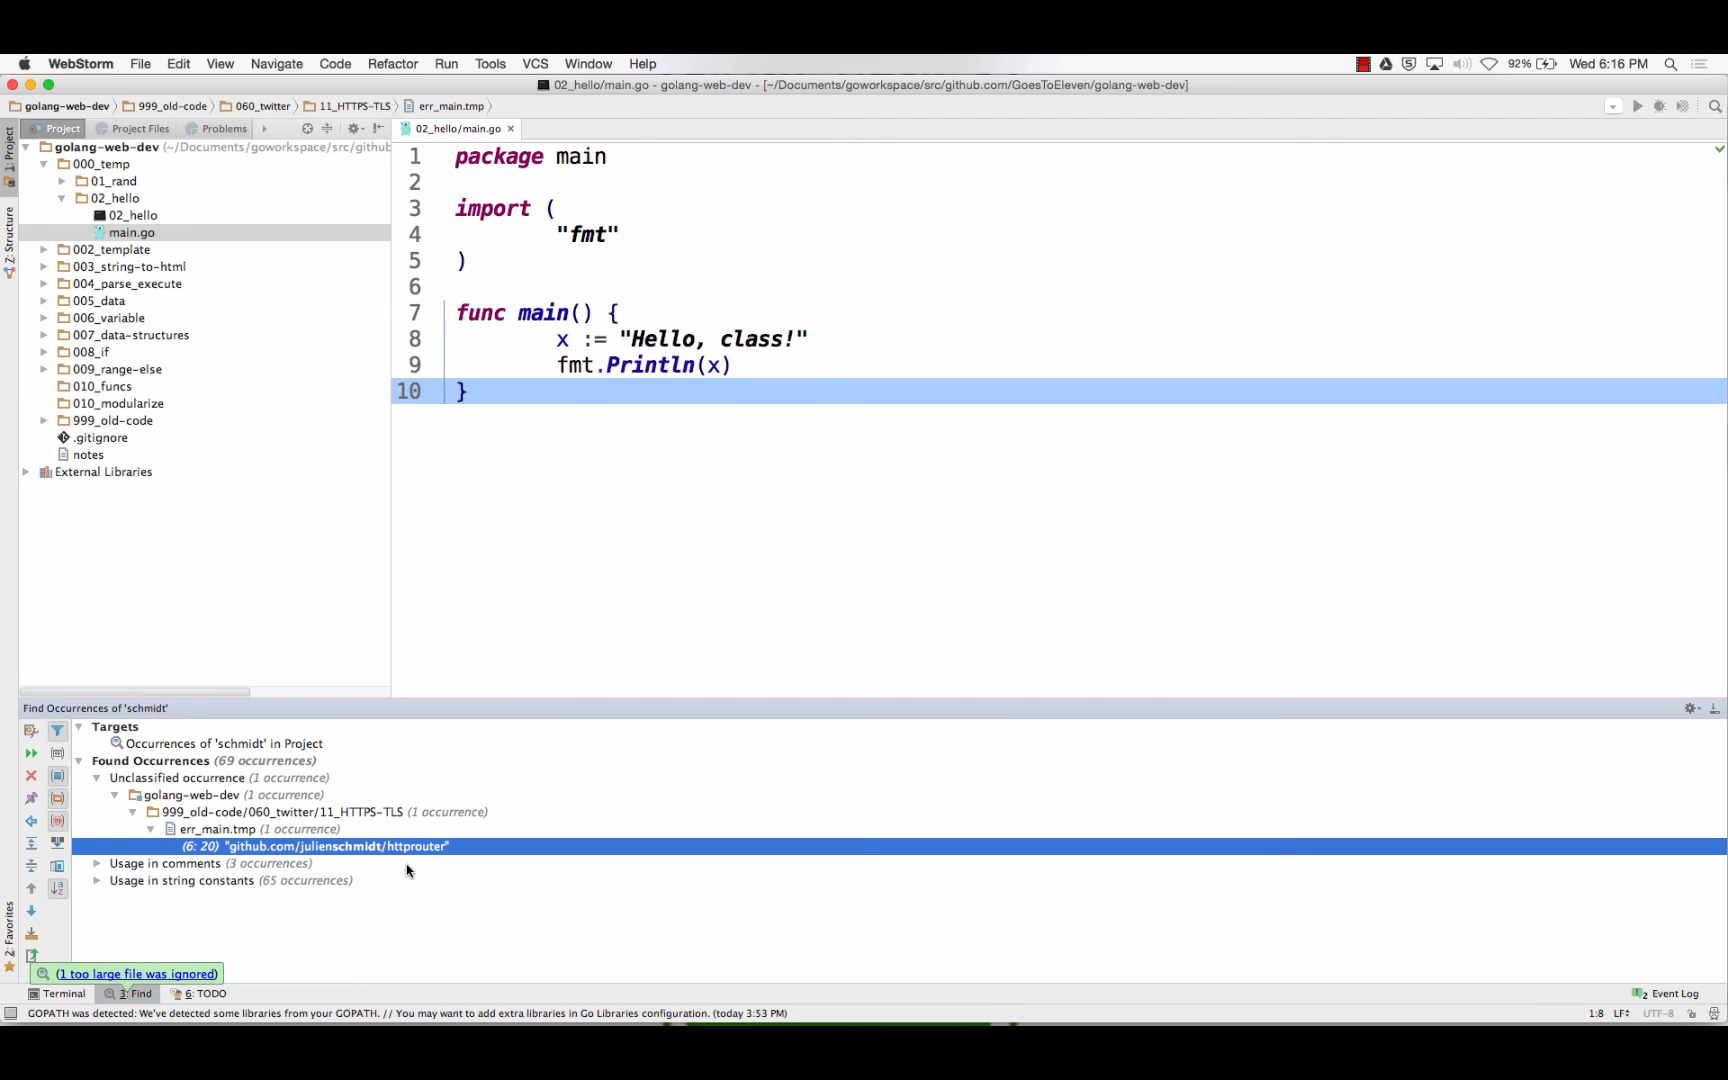 WebStorm File Edit View Navigate Code Refactor Run Tools VCS Window Help 92% Wed 6:16 PM
02_hello/main.go - golang-web-dev - [~/Documents/goworkspace/src/github.com/GoesToEleven/golang-web-dev]
golang-web-dev 999_old-code 060_twitter 11_HTTPS-TLS err_main.tmp
Project Project Files Problems
02_hello/main.go
1: Project
Z: Structure
2: Favorites
golang-web-dev (~/Documents/goworkspace/src/github
000_temp
01_rand
02_hello
02_hello
main.go
002_template
003_string-to-html
004_parse_execute
005_data
006_variable
007_data-structures
008_if
009_range-else
010_funcs
010_modularize
999_old-code
.gitignore
notes
External Libraries
1 package main
2
3 import (
4 "fmt"
5 )
6
7 func main() {
8 x := "Hello, class!"
9 fmt.Println(x)
10 }
Find Occurrences of 'schmidt'
Targets
Occurrences of 'schmidt' in Project
Found Occurrences (69 occurrences)
Unclassified occurrence (1 occurrence)
golang-web-dev (1 occurrence)
999_old-code/060_twitter/11_HTTPS-TLS (1 occurrence)
err_main.tmp (1 occurrence)
(6: 20) "github.com/julienschmidt/httprouter"
Usage in comments (3 occurrences)
Usage in string constants (65 occurrences)
(1 too large file was ignored)
Terminal 3: Find 6: TODO 2 Event Log
GOPATH was detected: We've detected some libraries from your GOPATH. // You may want to add extra libraries in Go Libraries configuration. (today 3:53 PM) 1:8 LF UTF-8